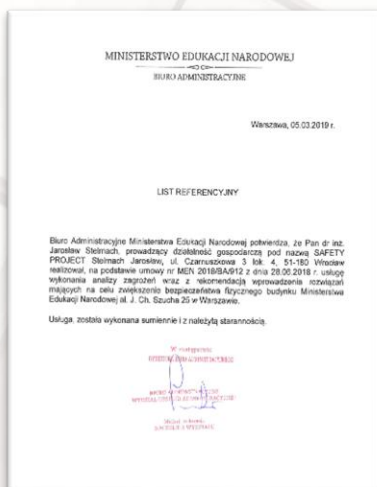 MINISTERSTWO EDUKACJI NARODOWEJ
BIURO ADMINISTRACYJNE
Warszawa, 05.03.2019 r.
LIST REFERENCYJNY
Biuro Administracyjne Ministerstwa Edukacji Narodowej potwierdza, że Pan dr inż.
Jarosław Stelmach, prowadzący działalność gospodarczą pod nazwą SAFETY
PROJECT Stelmach Jarosław, ul. Czarnuszkowa 3 lok. 4, 51-180 Wrocław
realizował, na podstawie umowy nr MEN 2018/BA/912 z dnia 28.06.2018 r. usługę
wykonania analizy zagrożeń wraz z rekomendacją wprowadzenia rozwiązań
mających na celu zwiększenie bezpieczeństwa fizycznego budynku Ministerstwa
Edukacji Narodowej al. J. Ch. Szucha 25 w Warszawie.
Usługa, została wykonana sumiennie i z należytą starannością.
W zastępstwie